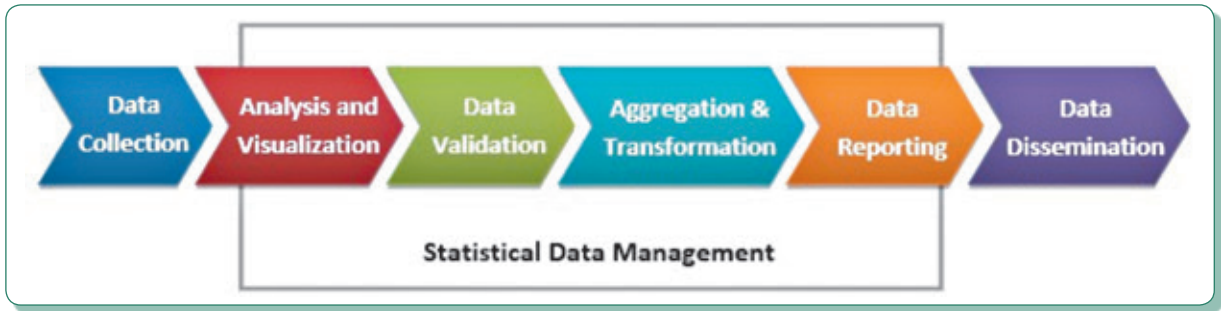 Data
Collection
Analysis and
Visualization
Data
Validation
Aggregation &
Transformation
Data
Reporting
Data
Dissemination
Statistical Data Management